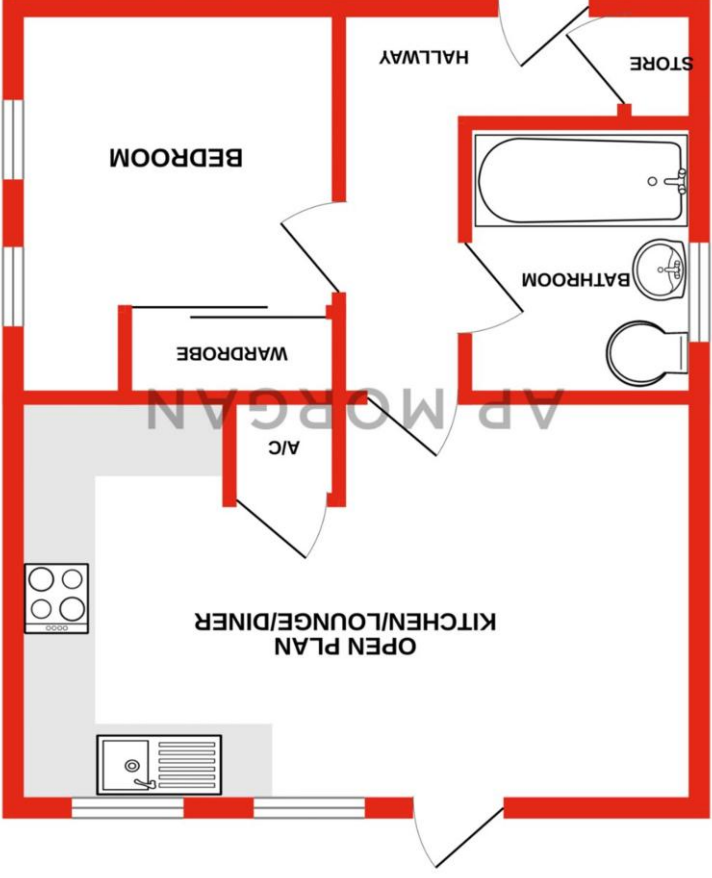 OPEN PLAN
KITCHEN/LOUNGE/DINER
A/C
AP MORGAN
WARDROBE
BATHROOM
BEDROOM
STORE
HALLWAY